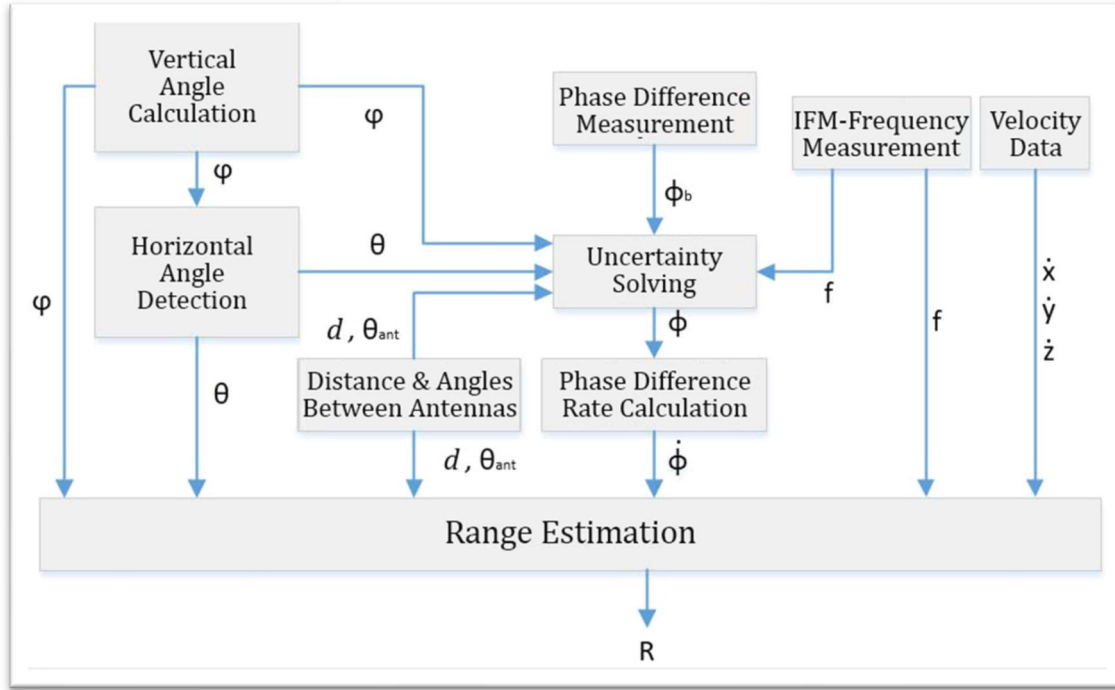 Vertical
Angle
Calculation
φ
φ
φ
Phase Difference
Measurement
ϕb
IFM-Frequency
Measurement
Velocity
Data
Horizontal
Angle
Detection
θ
θ
Uncertainty
Solving
f
f
ẋ
ẏ
ż
d , θant
ϕ
Distance & Angles
Between Antennas
Phase Difference
Rate Calculation
d , θant
ϕ̇
Range Estimation
R